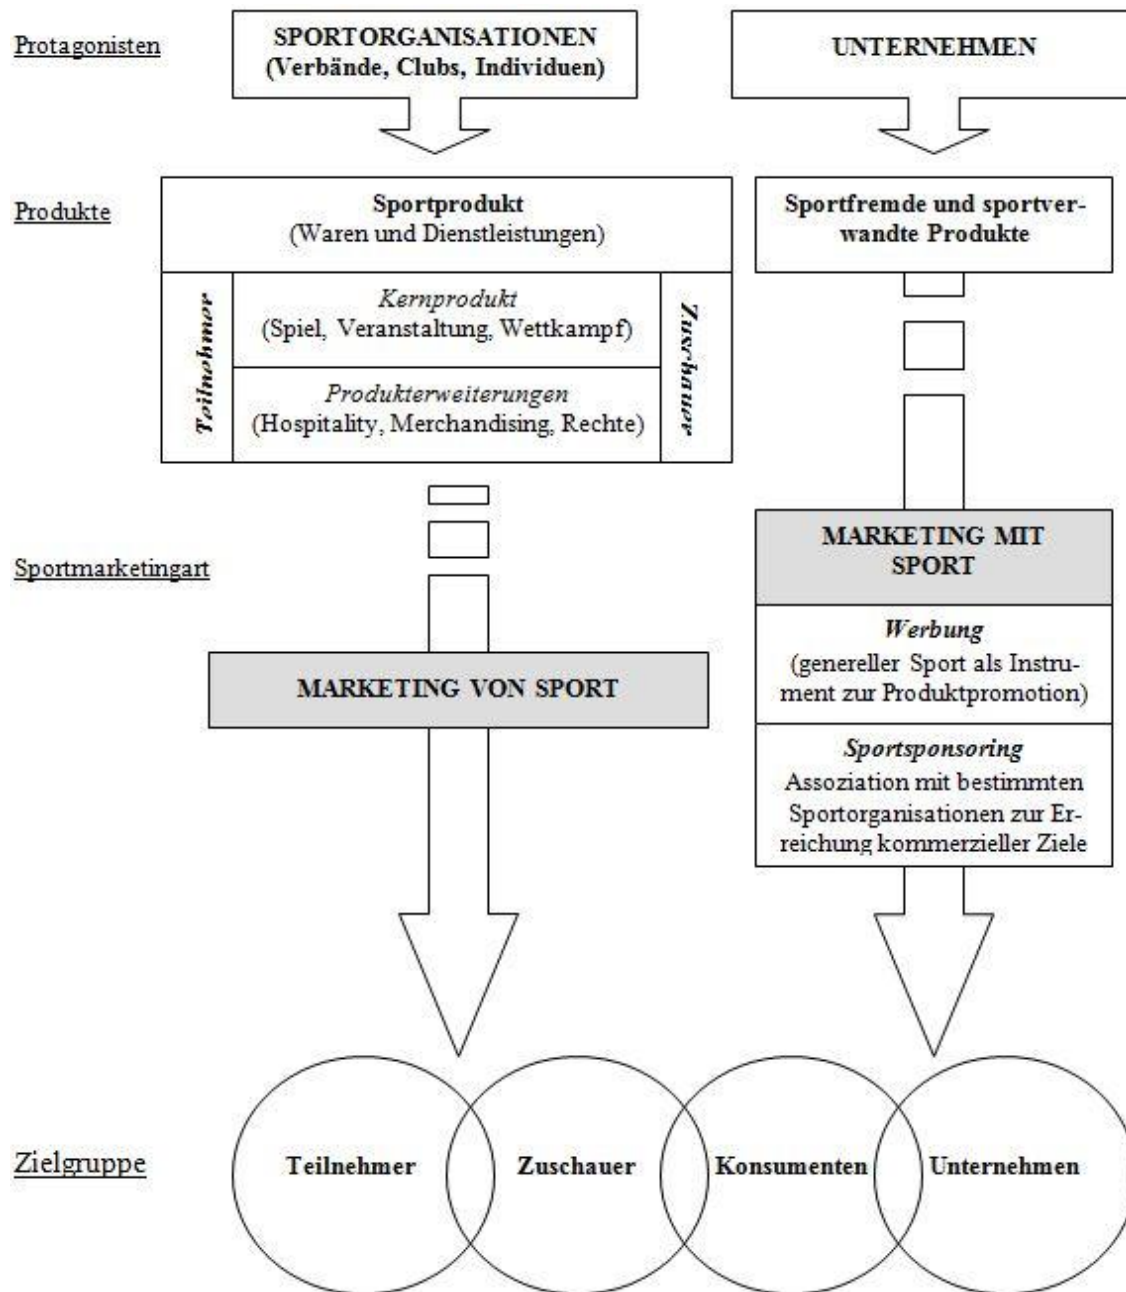 Protagonisten
SPORTORGANISATIONEN
(Verbände, Clubs, Individuen)
UNTERNEHMEN
Produkte
Sportprodukt
(Waren und Dienstleistungen)
Sportfremde und sportver-
wandte Produkte
Teilnehmer
Kernprodukt
(Spiel, Veranstaltung, Wettkampf)
Produkterweiterungen
(Hospitality, Merchandising, Rechte)
Zuschauer
Sportmarketingart
MARKETING VON SPORT
MARKETING MIT
SPORT
Werbung
(genereller Sport als Instru-
ment zur Produktpromotion)
Sportsponsoring
Assoziation mit bestimmten
Sportorganisationen zur Er-
reichung kommerzieller Ziele
Zielgruppe
Teilnehmer
Zuschauer
Konsumenten
Unternehmen